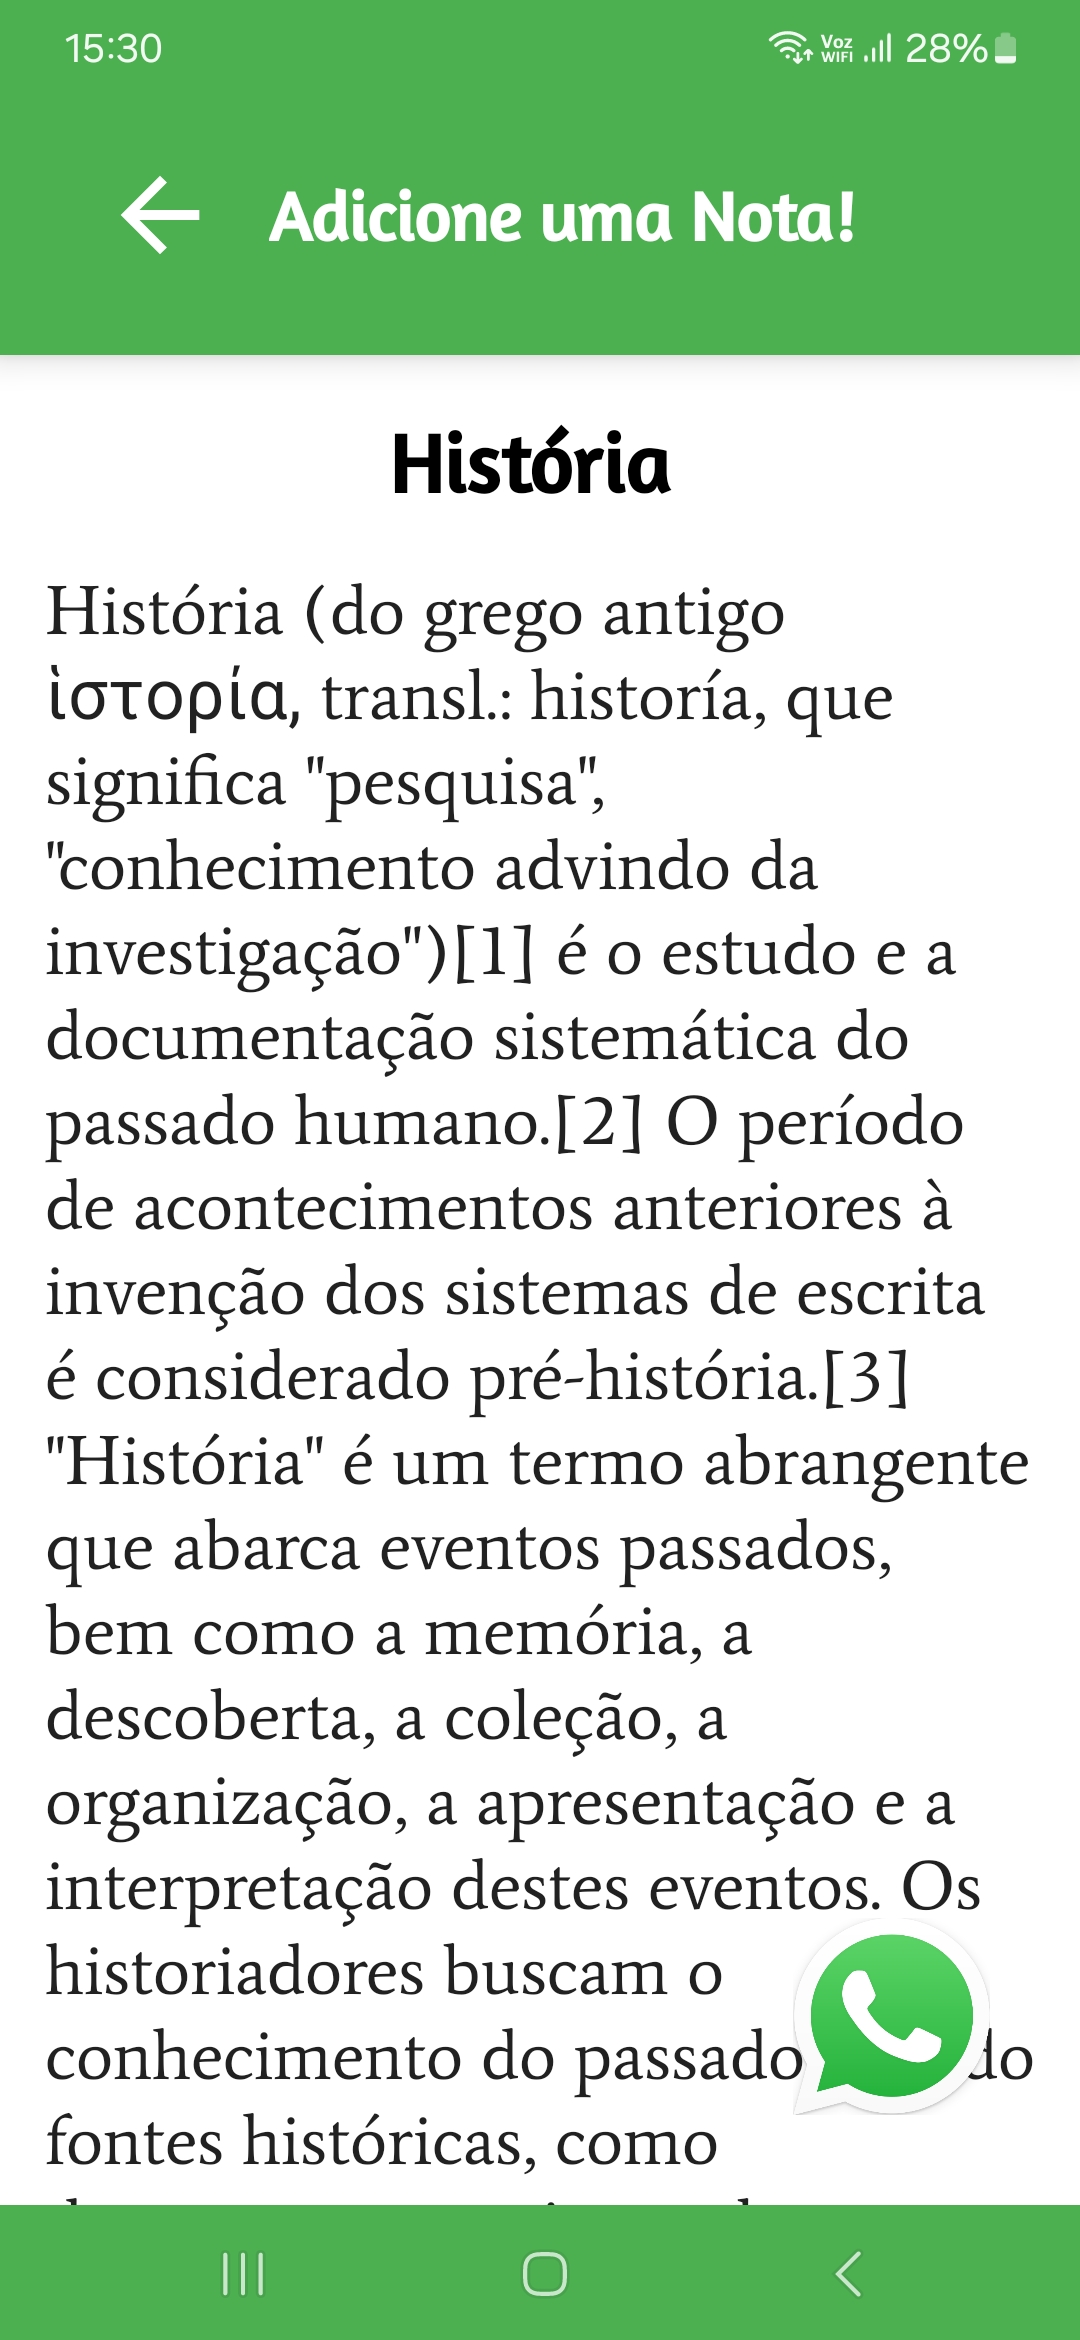 15:30
Voz
WIFI
28%
Adicione uma Nota!
História
História (do grego antigo
ἱστορία, transl.: historía, que
significa "pesquisa",
"conhecimento advindo da
investigação")[1] é o estudo e a
documentação sistemática do
passado humano.[2] O período
de acontecimentos anteriores à
invenção dos sistemas de escrita
é considerado pré-história.[3]
"História" é um termo abrangente
que abarca eventos passados,
bem como a memória, a
descoberta, a coleção, a
organização, a apresentação e a
interpretação destes eventos. Os
historiadores buscam o
conhecimento do passado
fontes históricas, como